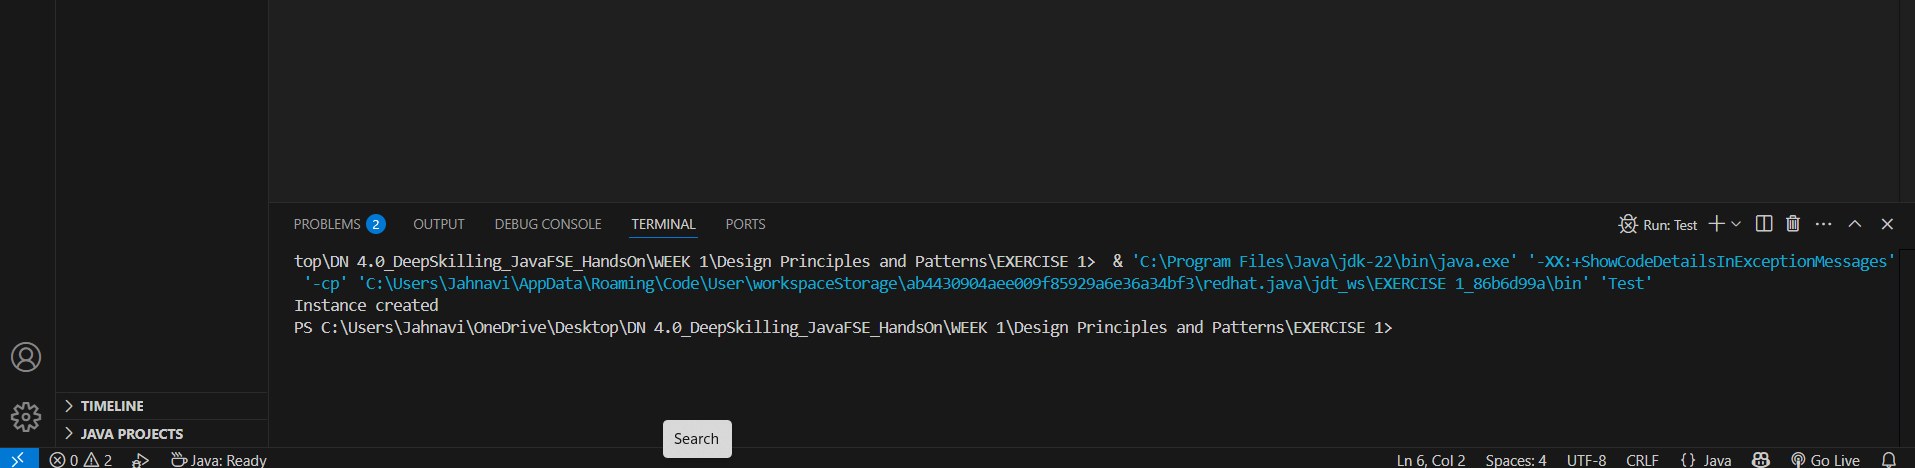 PROBLEMS 2 OUTPUT DEBUG CONSOLE TERMINAL PORTS Run: Test
top\DN 4.0_DeepSkilling_JavaFSE_HandsOn\WEEK 1\Design Principles and Patterns\EXERCISE 1>  & 'C:\Program Files\Java\jdk-22\bin\java.exe' '-XX:+ShowCodeDetailsInExceptionMessages'
'-cp' 'C:\Users\Jahnavi\AppData\Roaming\Code\User\workspaceStorage\ab4430904aee009f85929a6e36a34bf3\redhat.java\jdt_ws\EXERCISE 1_86b6d99a\bin' 'Test'
Instance created
PS C:\Users\Jahnavi\OneDrive\Desktop\DN 4.0_DeepSkilling_JavaFSE_HandsOn\WEEK 1\Design Principles and Patterns\EXERCISE 1>
TIMELINE
JAVA PROJECTS
Search
0 2 Java: Ready Ln 6, Col 2 Spaces: 4 UTF-8 CRLF {} Java Go Live